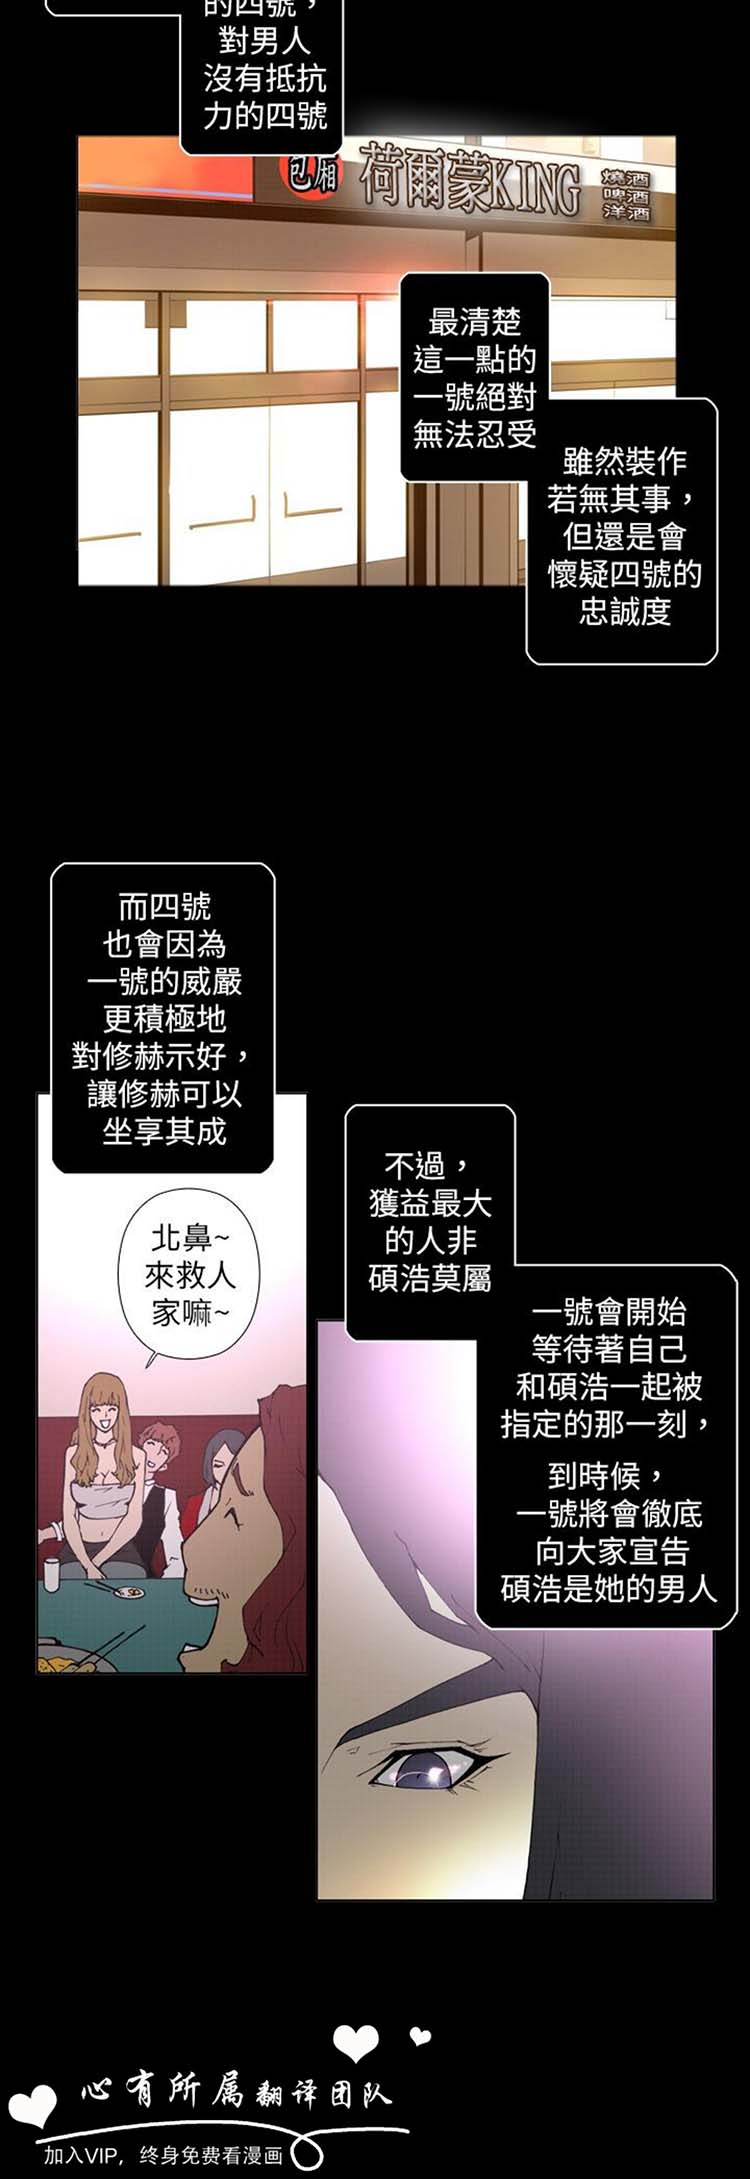 的四號，
對男人
沒有抵抗
力的四號
包廂
荷爾蒙KING
燒酒
啤酒
洋酒
最清楚
這一點的
一號絕對
無法忍受
雖然裝作
若無其事，
但還是會
懷疑四號的
忠誠度
而四號
也會因為
一號的威嚴
更積極地
對修赫示好，
讓修赫可以
坐享其成
北鼻~
來救人
家嘛~
不過，
獲益最大
的人非
碩浩莫屬
一號會開始
等待著自己
和碩浩一起被
指定的那一刻，
到時候，
一號將會徹底
向大家宣告
碩浩是她的男人
心有所属翻译团队
加入VIP，终身免费看漫画